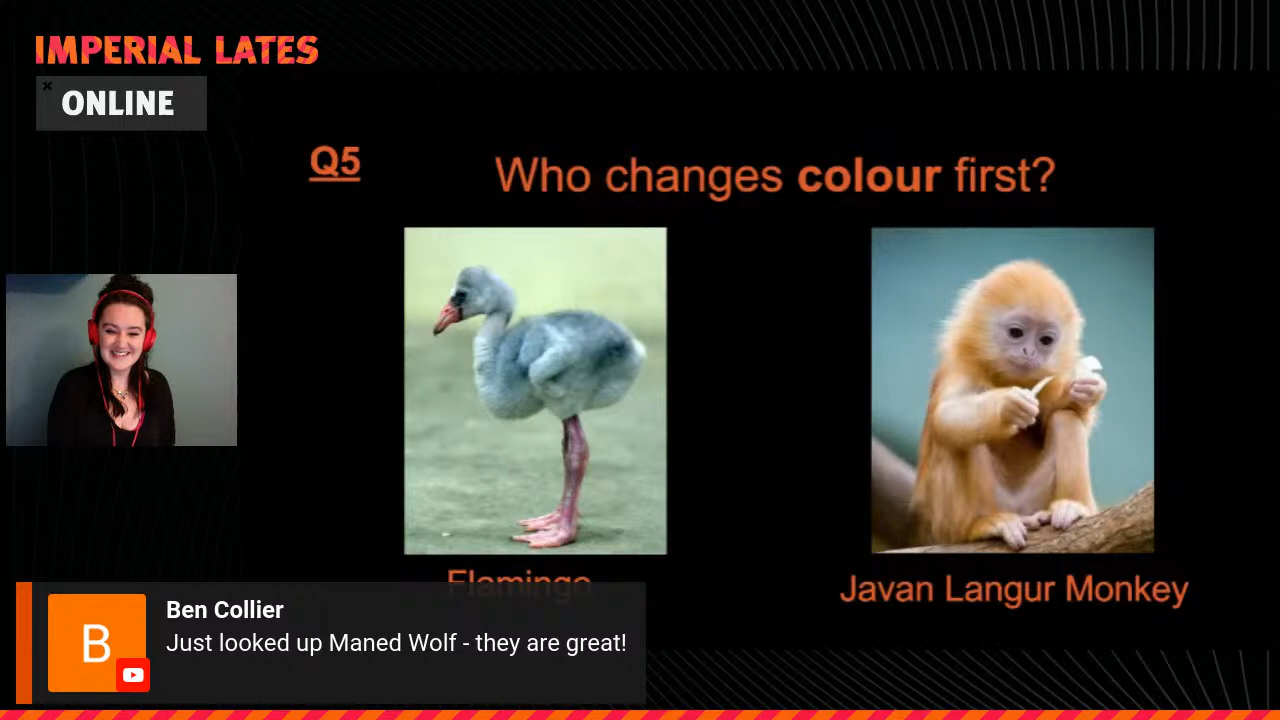 IMPERIAL LATES
ONLINE
Q5
Who changes colour first?
Flamingo
Javan Langur Monkey
B
Ben Collier
Just looked up Maned Wolf - they are great!